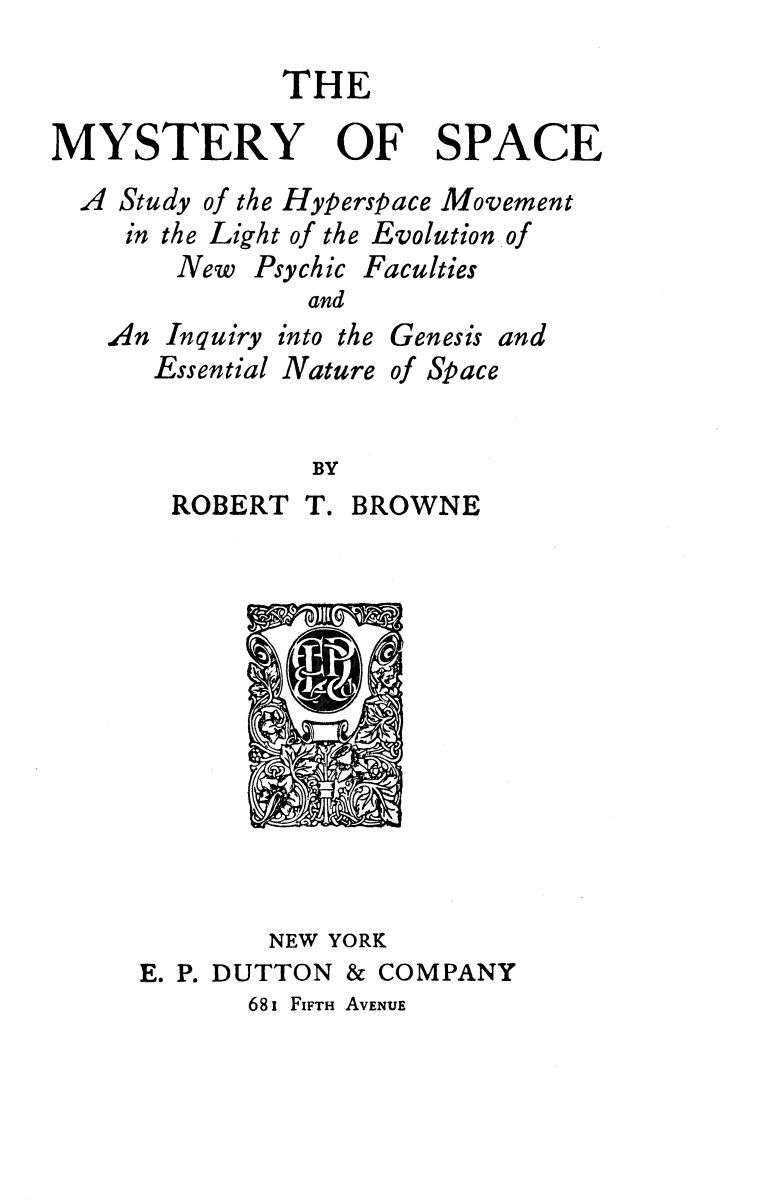 THE
MYSTERY OF SPACE
A Study of the Hyperspace Movement
in the Light of the Evolution of
New Psychic Faculties
and
An Inquiry into the Genesis and
Essential Nature of Space
BY
ROBERT T. BROWNE
NEW YORK
E. P. DUTTON & COMPANY
681 FIFTH AVENUE